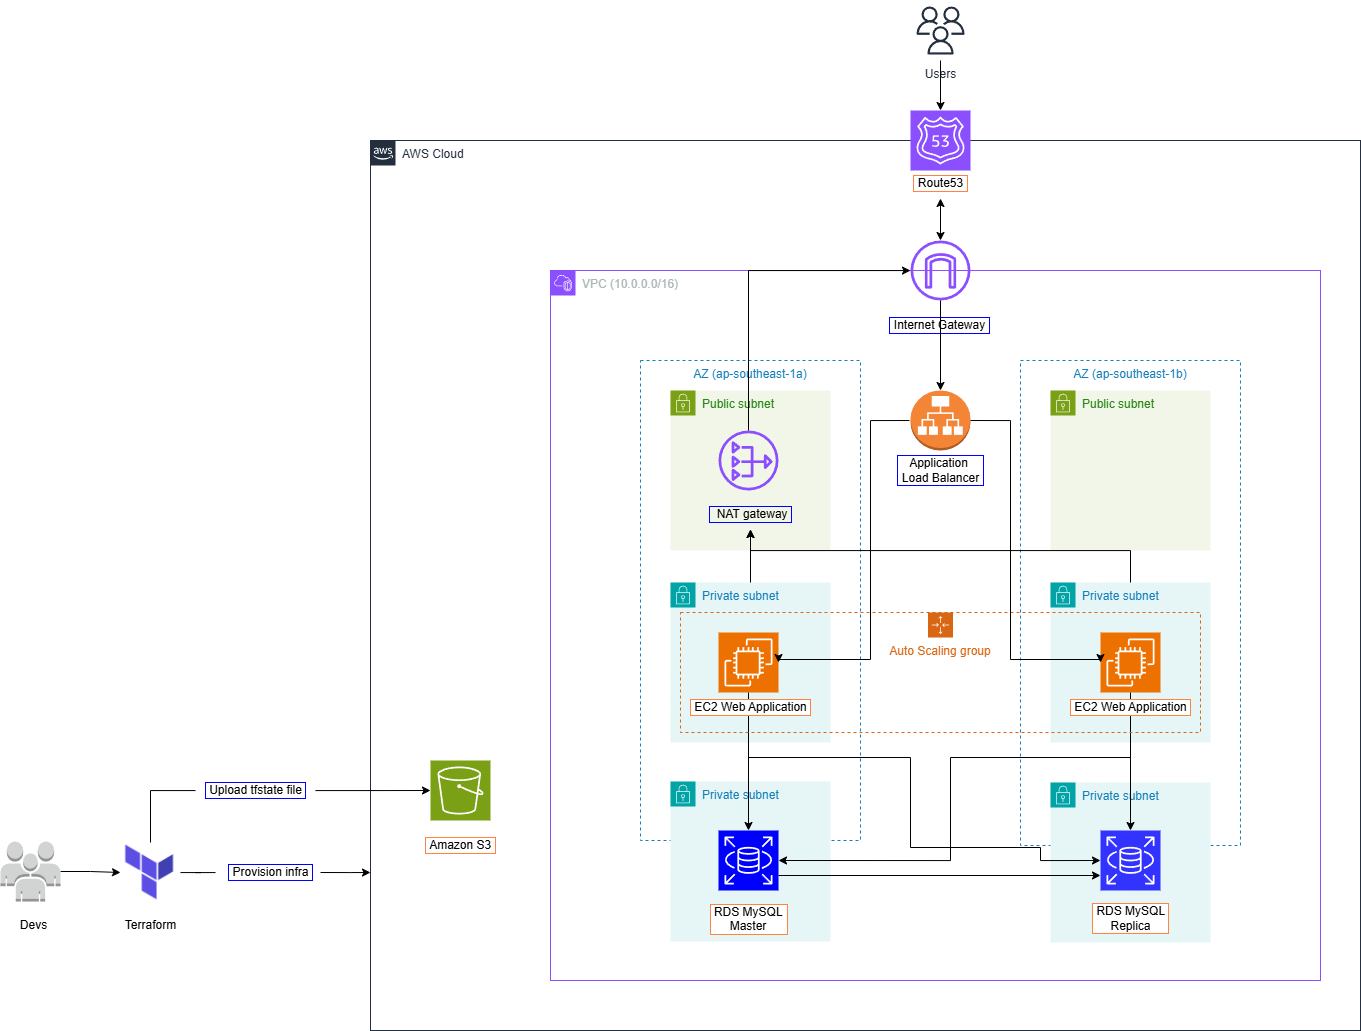 Users
53
Route53
aws
AWS Cloud
VPC (10.0.0.0/16)
Internet Gateway
AZ (ap-southeast-1a)
AZ (ap-southeast-1b)
Public subnet
Public subnet
Application
Load Balancer
NAT gateway
Private subnet
Private subnet
Auto Scaling group
EC2 Web Application
EC2 Web Application
Upload tfstate file
Private subnet
Private subnet
Amazon S3
Provision infra
Devs
Terraform
RDS MySQL
Master
RDS MySQL
Replica